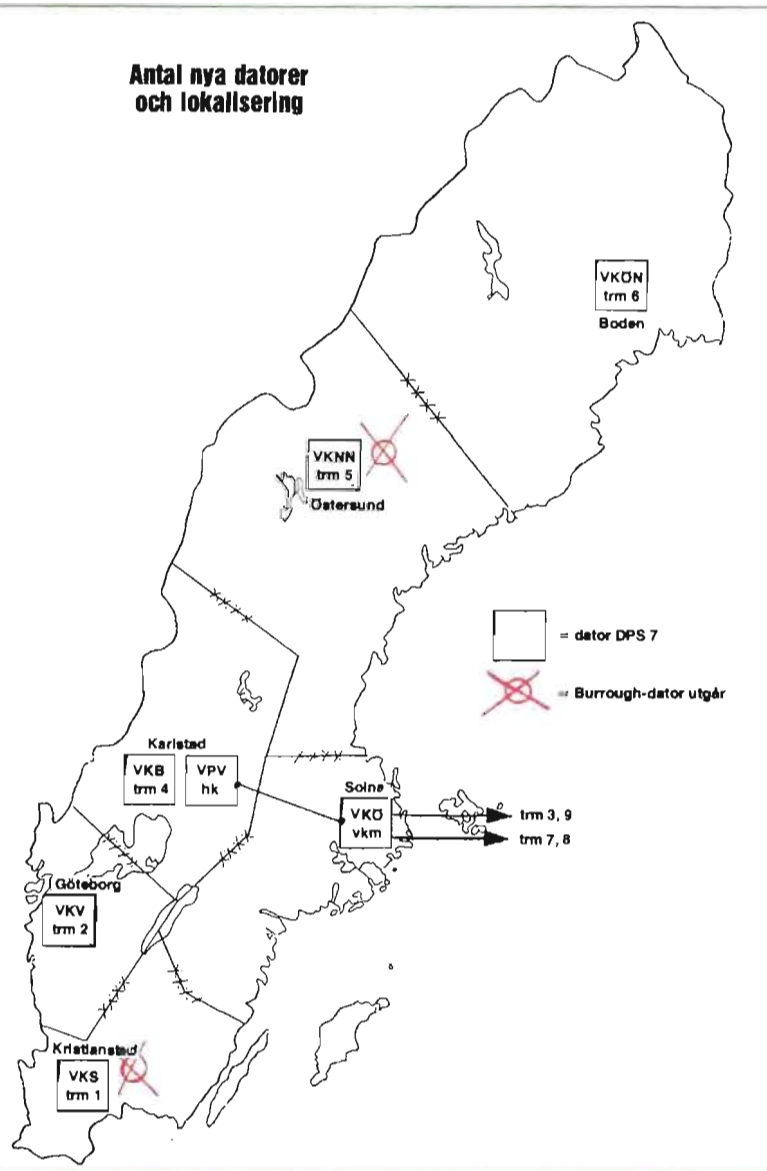 Antal nya datorer
och lokalisering
VKÖN
trm 6
Boden
VKNN
trm 5
Östersund
= dator DPS 7
= Burrough-dator utgår
Karlstad
VKB
trm 4
VPV
hk
Solna
VKÖ
vkm
trm 3, 9
trm 7, 8
Göteborg
VKV
trm 2
Kristianstad
VKS
trm 1